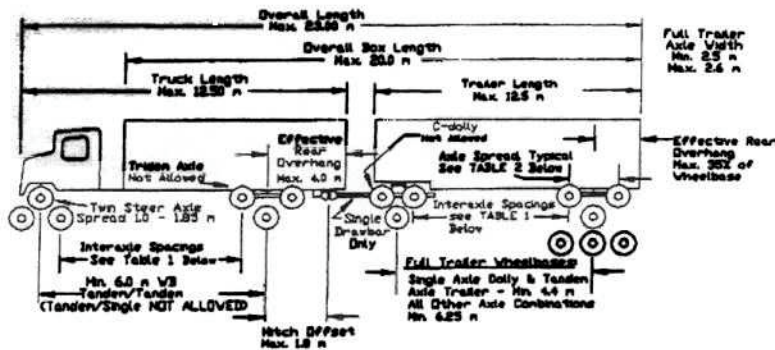 Overall Length
Max. 23.00 m
Overall Box Length
Max. 20.0 m
Full Trailer
Axle Width
Min. 2.5 m
Max. 2.6 m
Truck Length
Max. 12.50 m
Trailer Length
Max. 12.5 m
C-dolly
Not Allowed
Effective
Rear
Overhang
Max. 4.0 m
Tridem Axle
Not Allowed
Axle Spread Typical
See TABLE 2 Below
Effective Rear
Overhang
Max. 35% of
Wheelbase
Twin Steer Axle
Spread 1.0 - 1.85 m
Single
Drawbar
Only
Interaxle Spacings
see TABLE 1
Below
Interaxle Spacings
See Table 1 Below
Min. 6.0 m WB
Tandem/Tandem
(Tandem/Single NOT ALLOWED)
Hitch Offset
Max. 1.8 m
Full Trailer Wheelbases
Single Axle Dolly & Tandem
Axle Trailer - Min. 4.4 m
All Other Axle Combinations
Min. 6.25 m